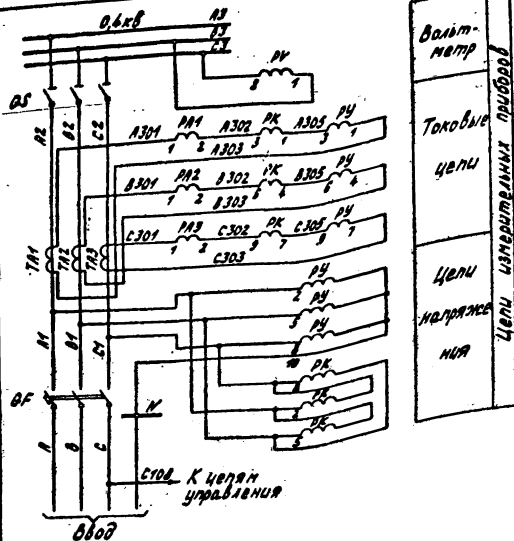 0,4кВ
А3
В3
С3
PV
8 1
QS
А2 В2 С2
А301 РА1 А302 РК А305 РУ
1 2 3 1 3 1
А303
В301 РА2 В302 РК В305 РУ
1 2 6 4 6 4
В303
С301 РА3 С302 РК С305 РУ
1 2 9 7 9 7
С303
ТА1 ТА2 ТА3
РУ
2
РУ
5
РУ
10
РК
РК
РК
5
А1 В1 С1
QF
N
А В С
С108 К цепям
управления
Ввод
Вольт-
метр
Токовые
цепи
Цепи
напряже
ния
Цепи измерительных приборов